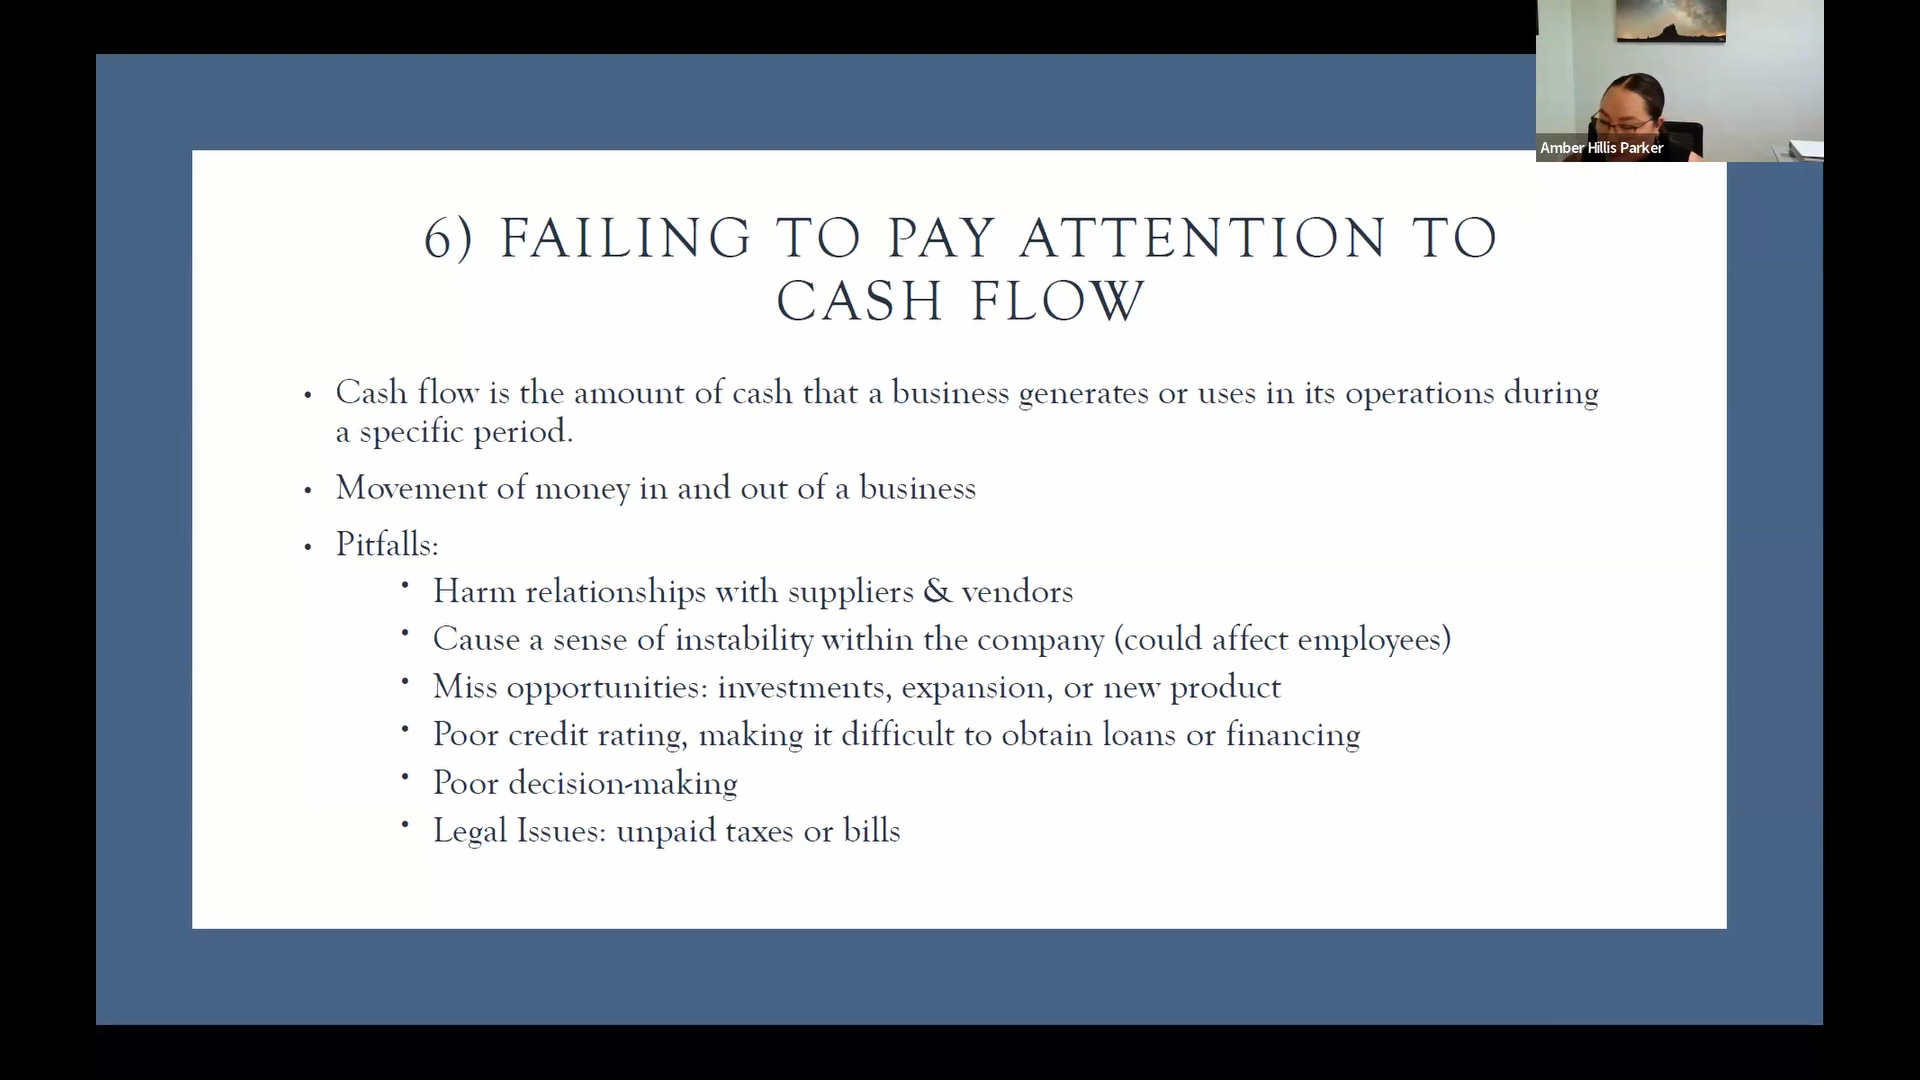 Amber Hillis Parker
6) FAILING TO PAY ATTENTION TO
CASH FLOW
• Cash flow is the amount of cash that a business generates or uses in its operations during
a specific period.
• Movement of money in and out of a business
• Pitfalls:
• Harm relationships with suppliers & vendors
• Cause a sense of instability within the company (could affect employees)
• Miss opportunities: investments, expansion, or new product
• Poor credit rating, making it difficult to obtain loans or financing
• Poor decision-making
• Legal Issues: unpaid taxes or bills